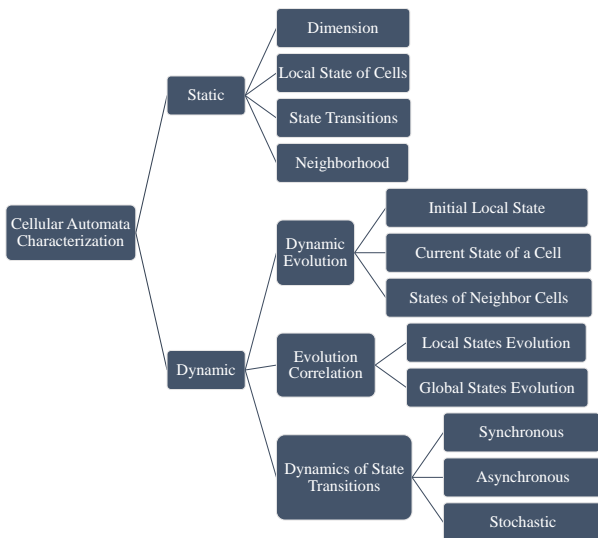 Dimension
Local State of Cells
Static
State Transitions
Neighborhood
Cellular Automata
Characterization
Initial Local State
Dynamic
Evolution
Current State of a Cell
States of Neighbor Cells
Dynamic
Evolution
Correlation
Local States Evolution
Global States Evolution
Dynamics of State
Transitions
Synchronous
Asynchronous
Stochastic